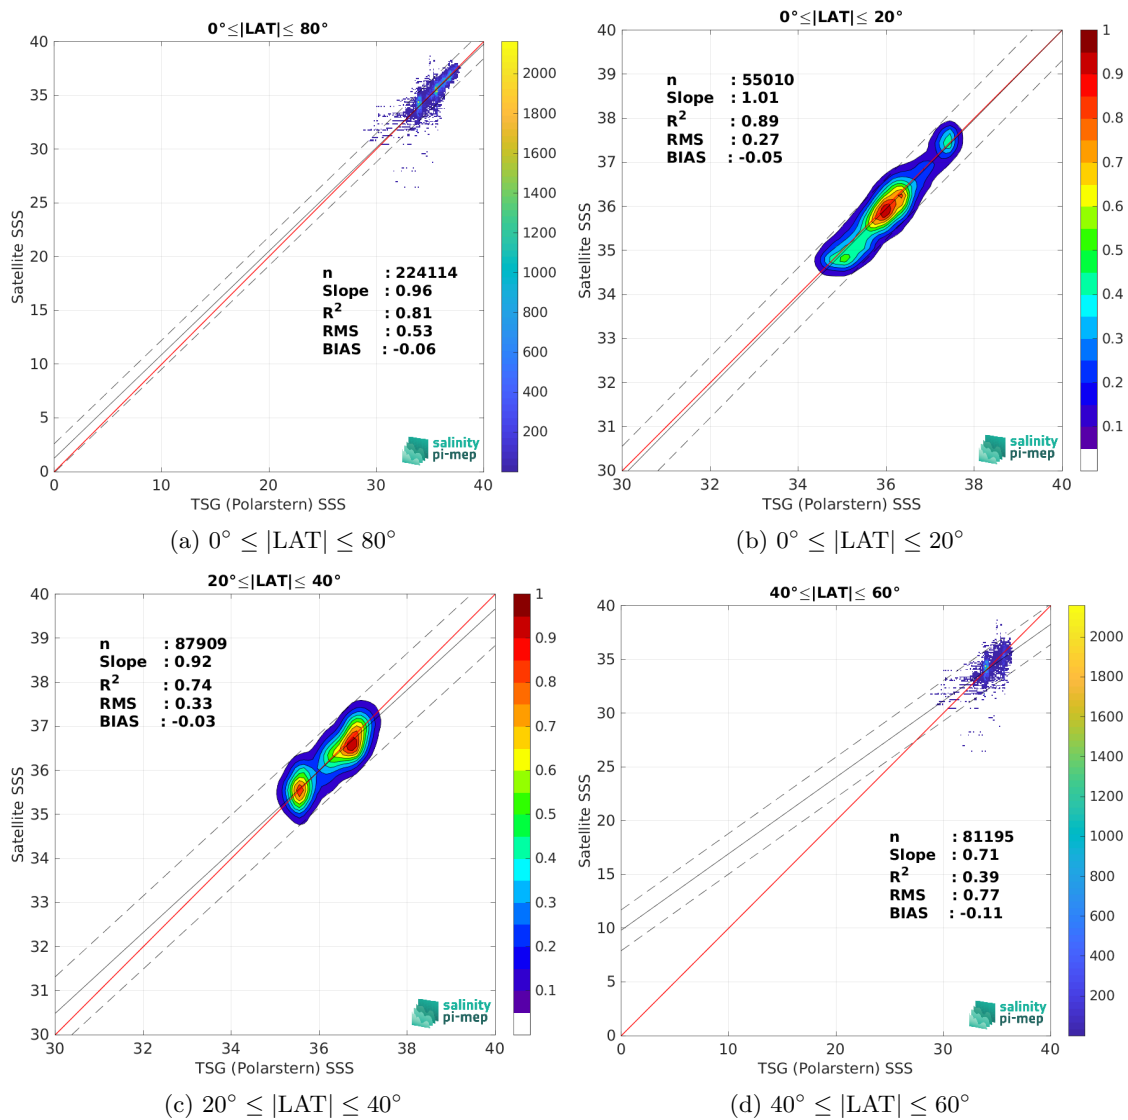 0°≤|LAT|≤ 80°
40
35
30
25
20
15
10
5
0
Satellite SSS
0
10
20
30
40
TSG (Polarstern) SSS
n : 224114
Slope : 0.96
R² : 0.81
RMS : 0.53
BIAS : -0.06
2000
1800
1600
1400
1200
1000
800
600
400
200
salinity
pi-mep
(a) 0° ≤ |LAT| ≤ 80°
0°≤|LAT|≤ 20°
40
39
38
37
36
35
34
33
32
31
30
Satellite SSS
30
32
34
36
38
40
TSG (Polarstern) SSS
n : 55010
Slope : 1.01
R² : 0.89
RMS : 0.27
BIAS : -0.05
1
0.9
0.8
0.7
0.6
0.5
0.4
0.3
0.2
0.1
salinity
pi-mep
(b) 0° ≤ |LAT| ≤ 20°
20°≤|LAT|≤ 40°
40
39
38
37
36
35
34
33
32
31
30
Satellite SSS
30
32
34
36
38
40
TSG (Polarstern) SSS
n : 87909
Slope : 0.92
R² : 0.74
RMS : 0.33
BIAS : -0.03
1
0.9
0.8
0.7
0.6
0.5
0.4
0.3
0.2
0.1
salinity
pi-mep
(c) 20° ≤ |LAT| ≤ 40°
40°≤|LAT|≤ 60°
40
35
30
25
20
15
10
5
0
Satellite SSS
0
10
20
30
40
TSG (Polarstern) SSS
n : 81195
Slope : 0.71
R² : 0.39
RMS : 0.77
BIAS : -0.11
2000
1800
1600
1400
1200
1000
800
600
400
200
salinity
pi-mep
(d) 40° ≤ |LAT| ≤ 60°